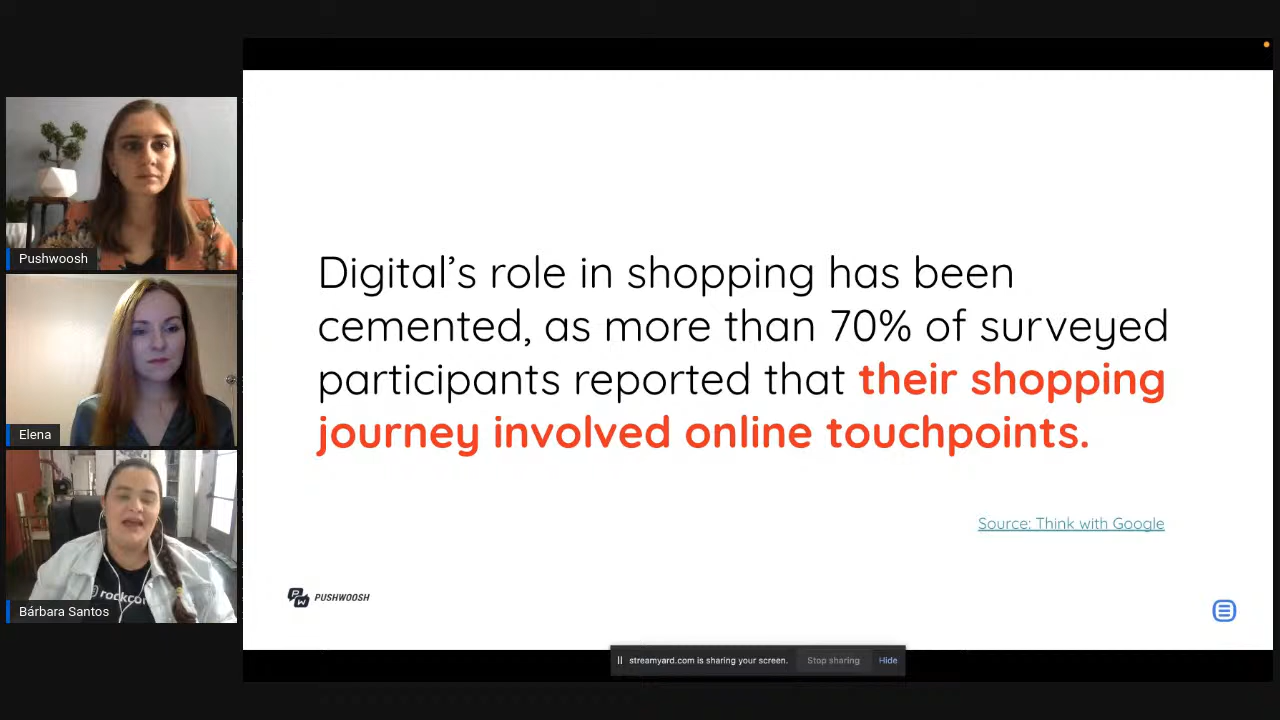 Pushwoosh
Elena
rockcon
Bárbara Santos
Digital’s role in shopping has been
cemented, as more than 70% of surveyed
participants reported that their shopping
journey involved online touchpoints.
Source: Think with Google
PW PUSHWOOSH
streamyard.com is sharing your screen. Stop sharing Hide